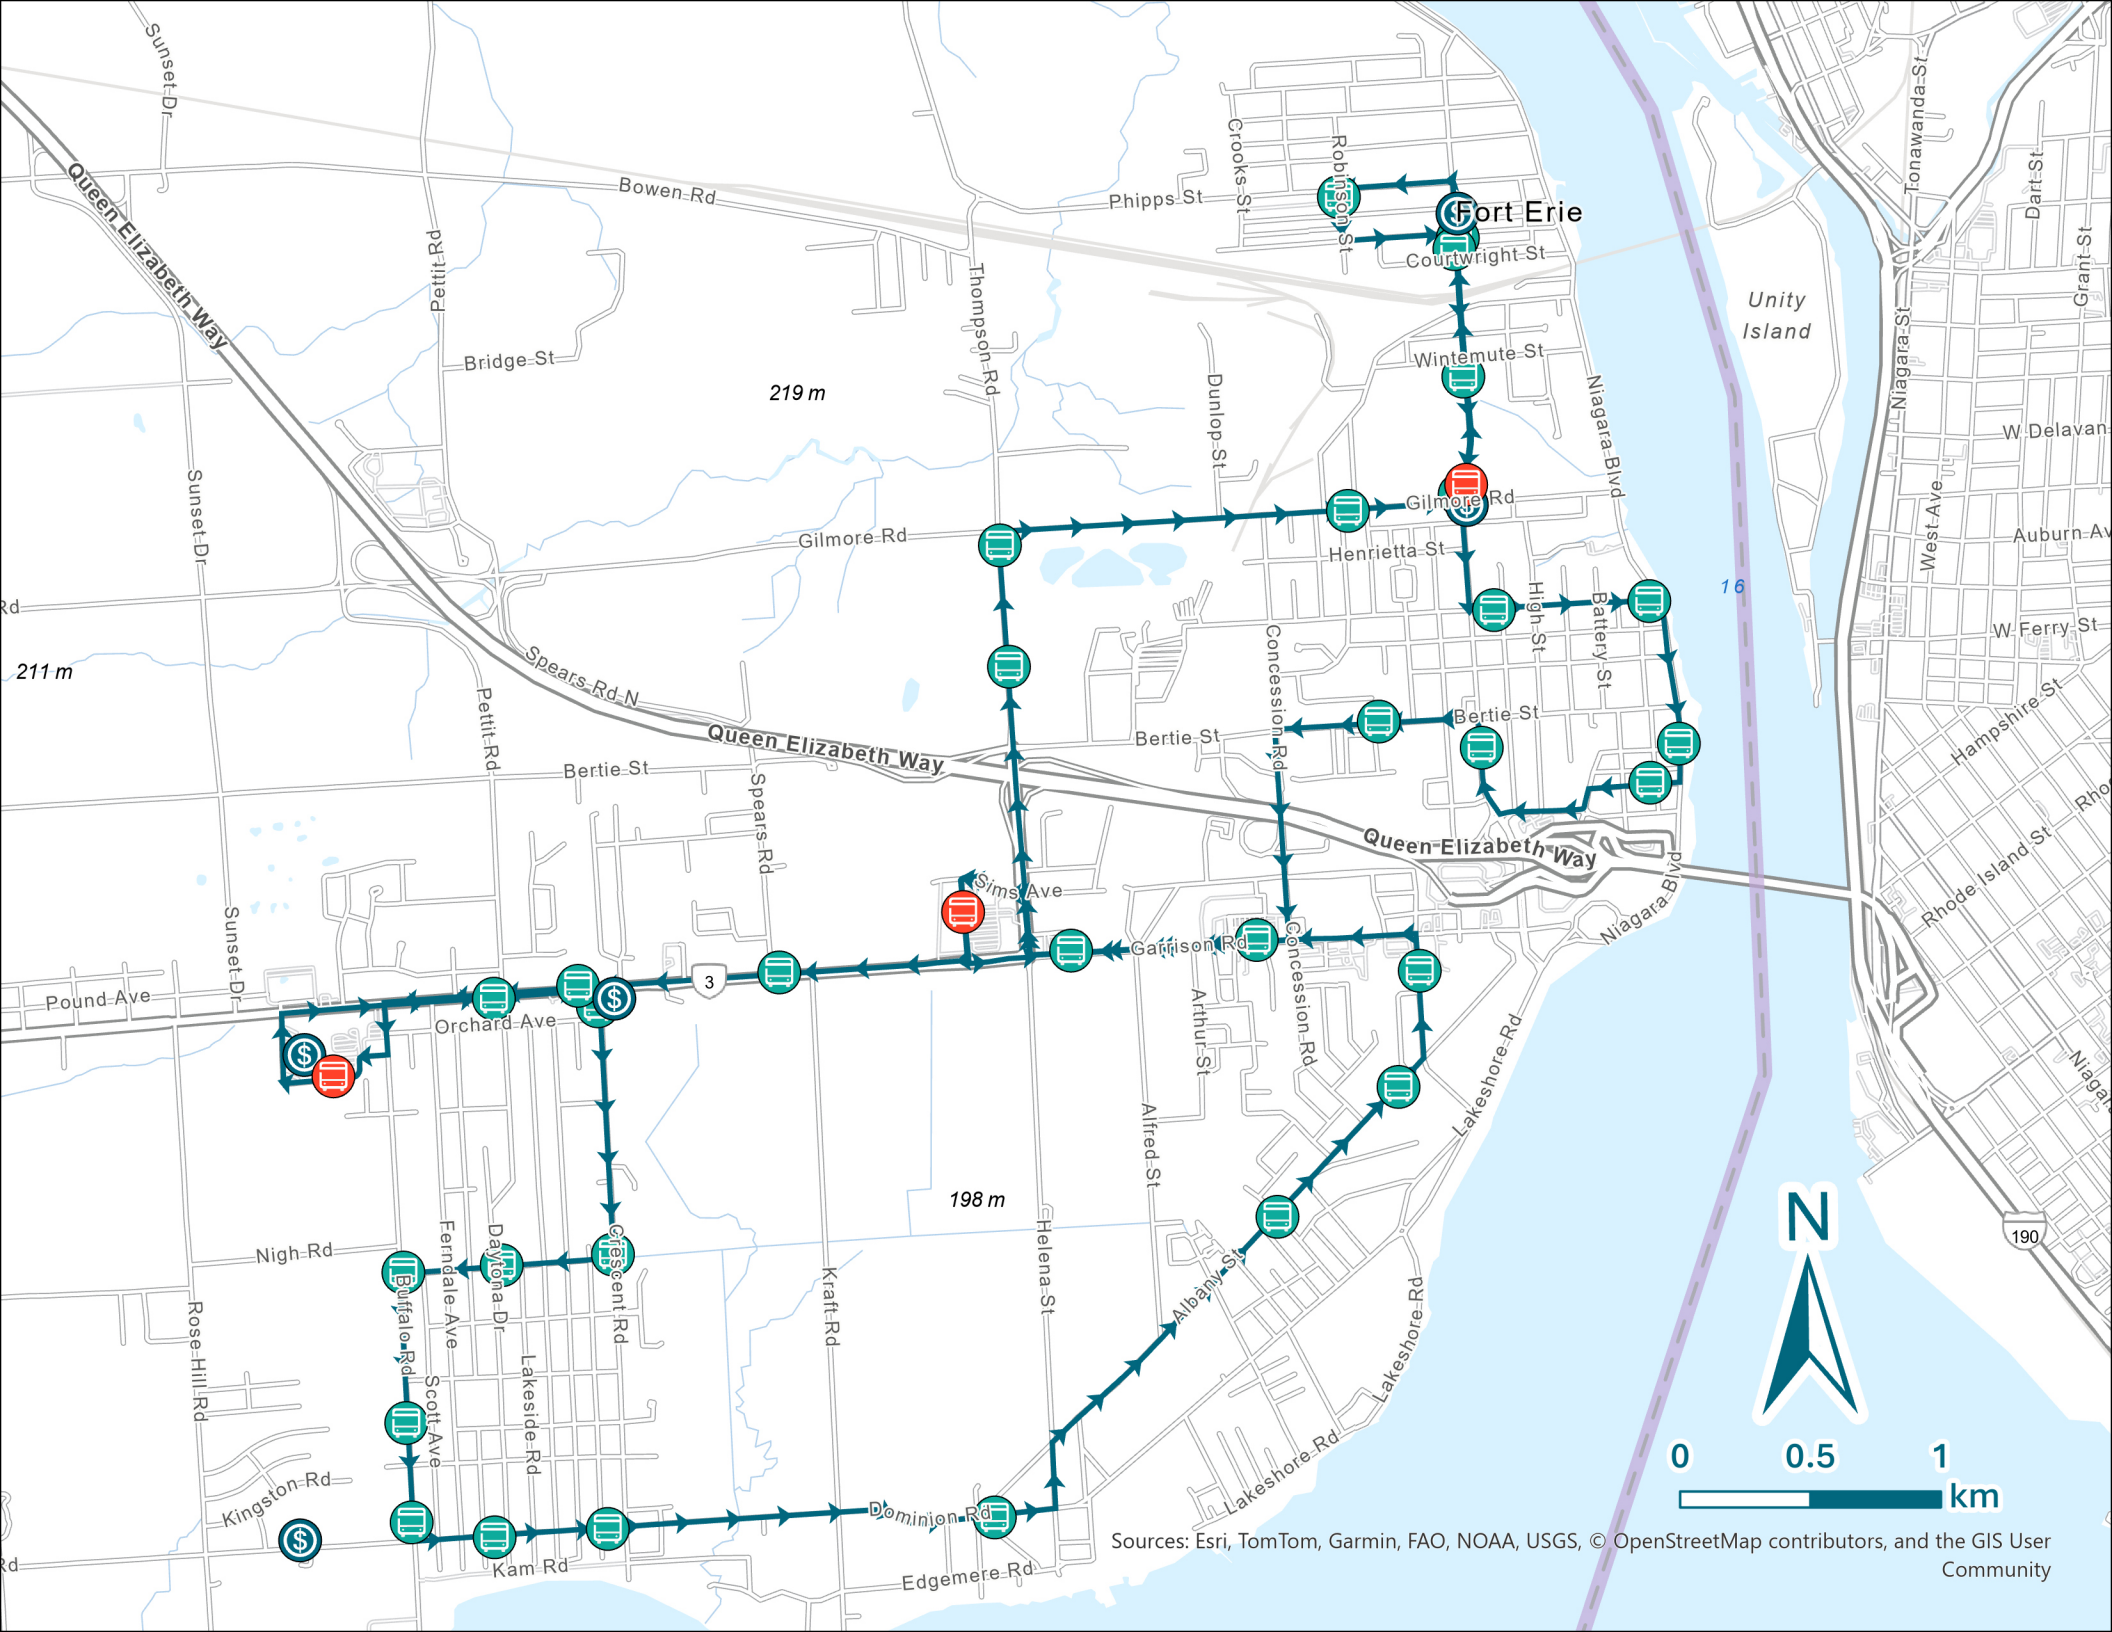 Sunset Dr
Queen Elizabeth Way
Pettit Rd
Bowen Rd
Bridge St
Thompson Rd
Phipps St
Crooks St
Robinson St
Fort Erie
Courtwright St
Wintemute St
Dunlop St
Niagara Blvd
Unity
Island
Tonawanda St
Dart St
Grant St
Niagara St
W Delavan
West Ave
Auburn Av
W Ferry St
Hampshire St
Rho
Rhode Island St
Niagar
219 m
211 m
Rd
Sunset Dr
Gilmore Rd
Gilmore Rd
Henrietta St
High St
Battery St
16
Spears Rd N
Pettit Rd
Queen Elizabeth Way
Bertie St
Bertie St
Bertie St
Concession Rd
Spears Rd
Queen Elizabeth Way
Niagara Blvd
Sims Ave
Garrison Rd
Sunset Dr
Pound Ave
3
$
$
$
$
$
Orchard Ave
Arthur St
Concession Rd
Lakeshore Rd
Alfred St
198 m
Nigh Rd
Ferndale Ave
Daytona Dr
Crescent Rd
Buffalo Rd
Rose Hill Rd
Scott Ave
Lakeside Rd
Kraft Rd
Helena St
Albany St
Lakeshore Rd
Lakeshore Rd
Kingston Rd
Dominion Rd
Kam Rd
Edgemere Rd
Rd
190
N
0 0.5 1
km
Sources: Esri, TomTom, Garmin, FAO, NOAA, USGS, © OpenStreetMap contributors, and the GIS User
Community